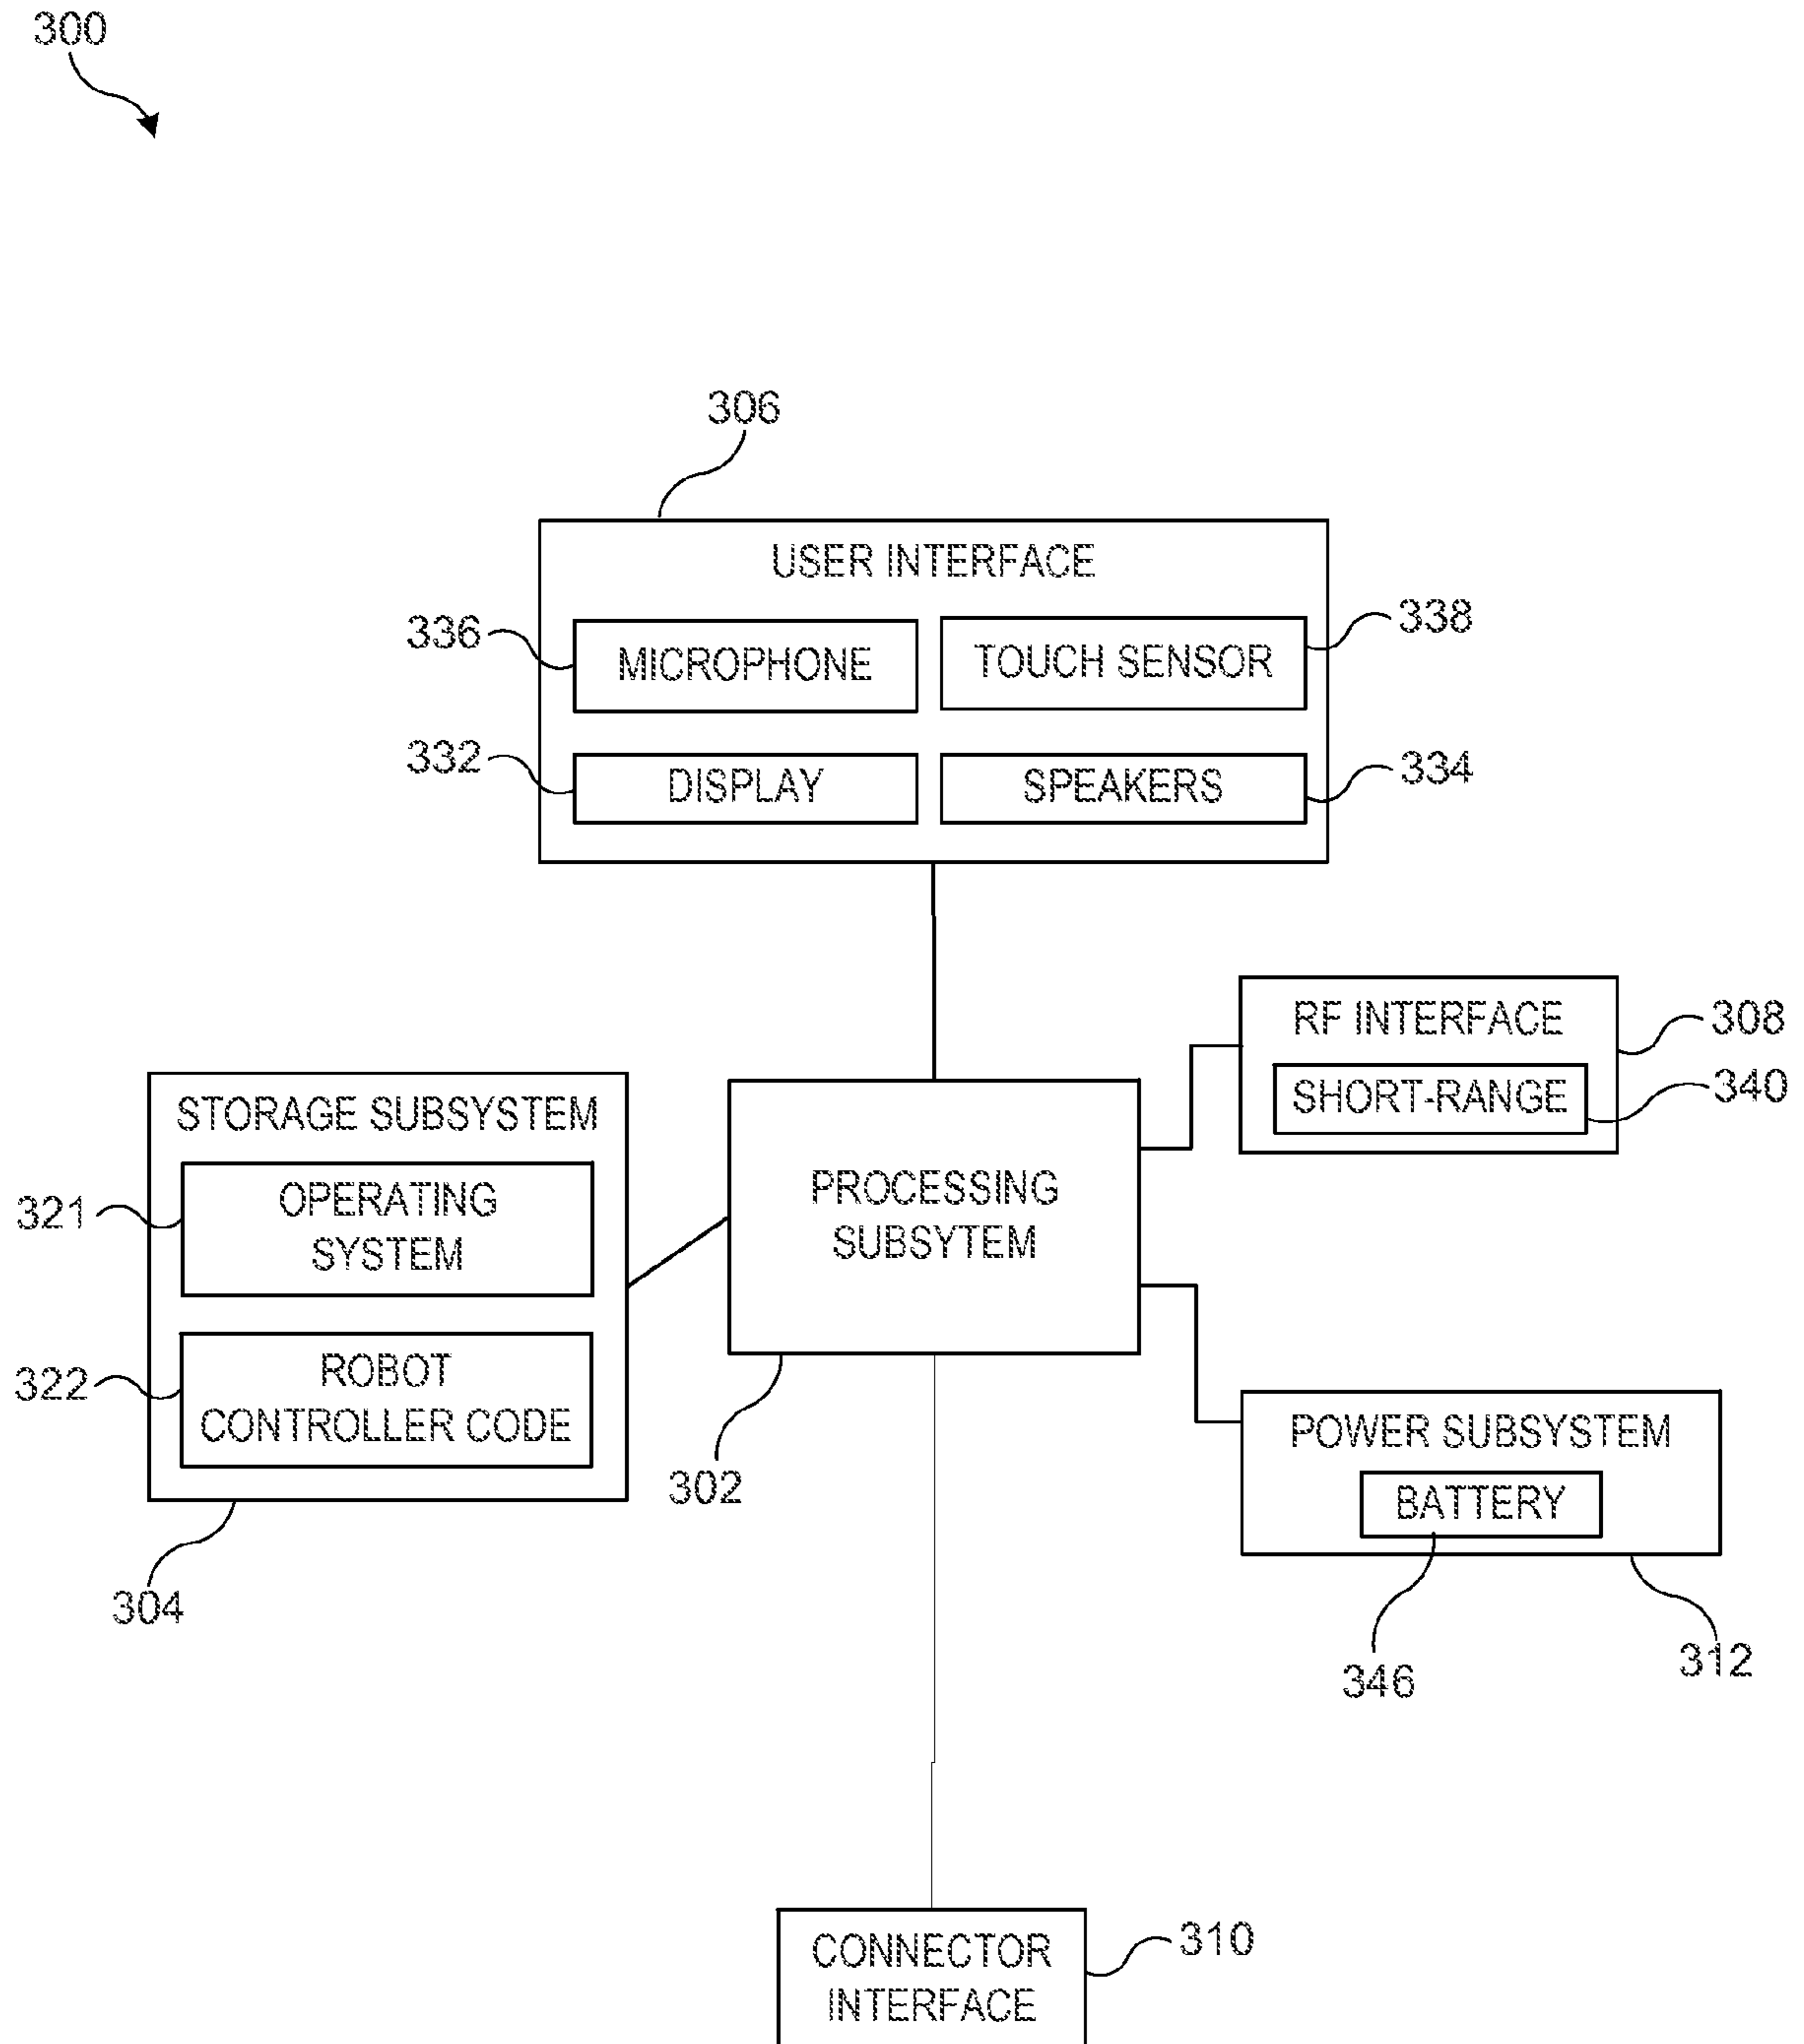 300
306
USER INTERFACE
336
MICROPHONE
TOUCH SENSOR
338
332
DISPLAY
SPEAKERS
334
RF INTERFACE
308
SHORT-RANGE
340
STORAGE SUBSYSTEM
321
OPERATING
SYSTEM
322
ROBOT
CONTROLLER CODE
304
PROCESSING
SUBSYTEM
302
POWER SUBSYSTEM
BATTERY
346
312
CONNECTOR
INTERFACE
310